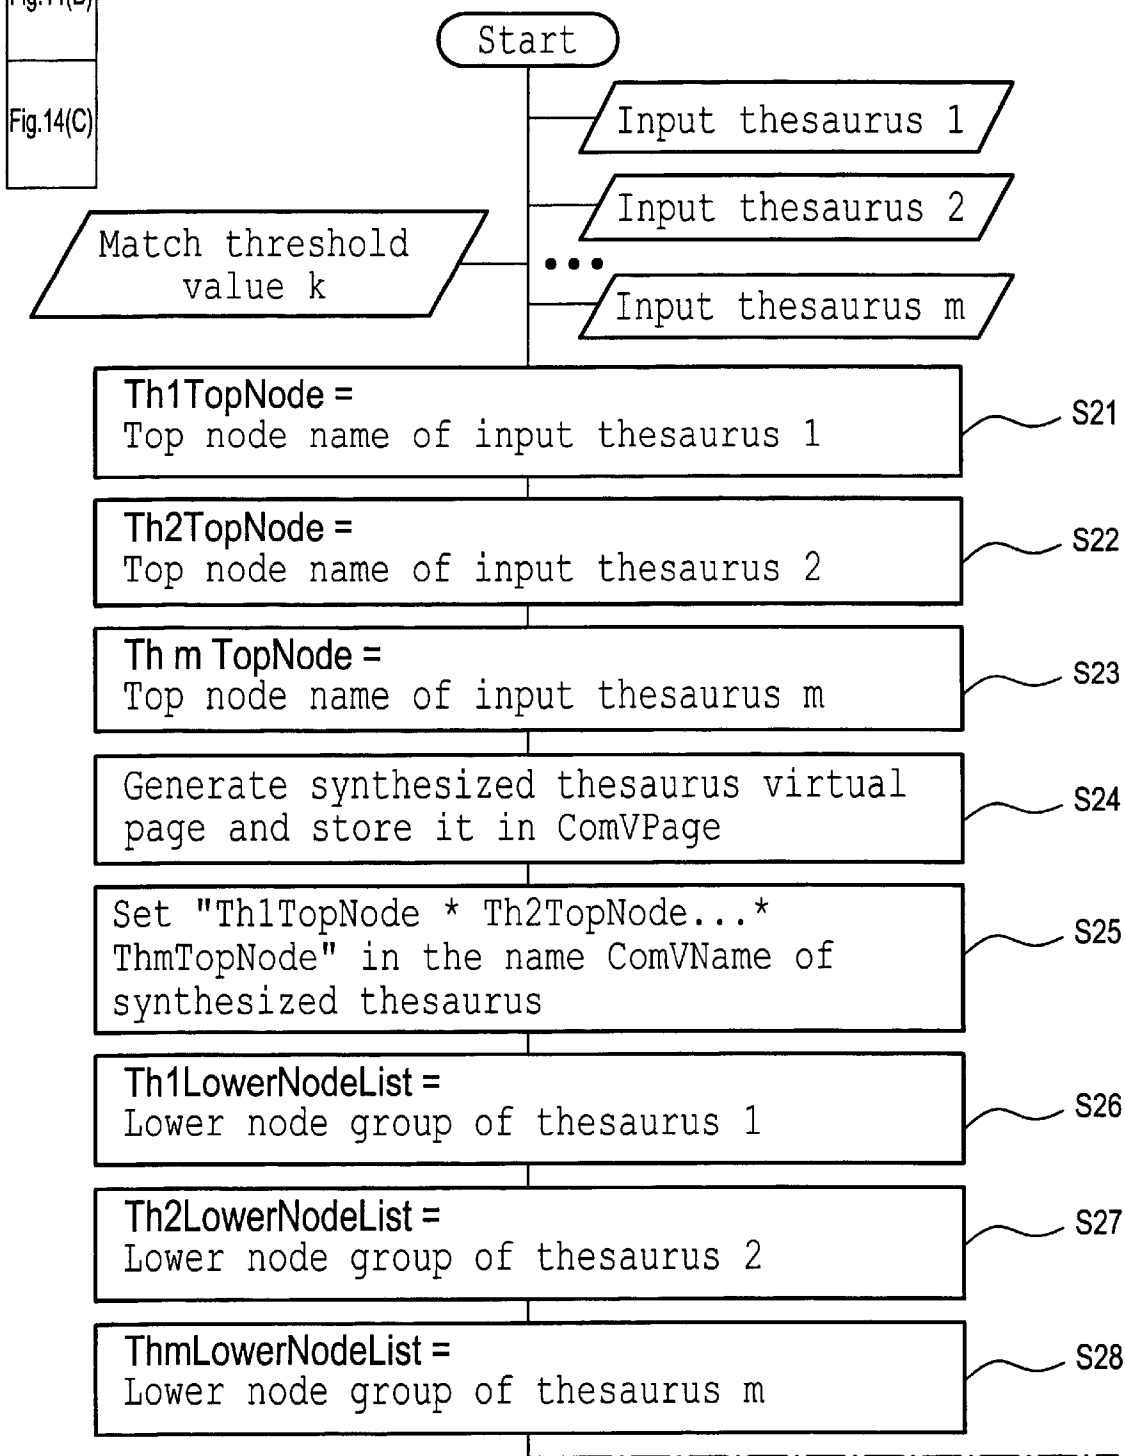 Fig.14(C)
Start
Input thesaurus 1
Input thesaurus 2
Match threshold
value k
•••
Input thesaurus m
Th1TopNode =
Top node name of input thesaurus 1
S21
Th2TopNode =
Top node name of input thesaurus 2
S22
Th m TopNode =
Top node name of input thesaurus m
S23
Generate synthesized thesaurus virtual
page and store it in ComVPage
S24
Set "Th1TopNode * Th2TopNode...*
ThmTopNode" in the name ComVName of
synthesized thesaurus
S25
Th1LowerNodeList =
Lower node group of thesaurus 1
S26
Th2LowerNodeList =
Lower node group of thesaurus 2
S27
ThmLowerNodeList =
Lower node group of thesaurus m
S28